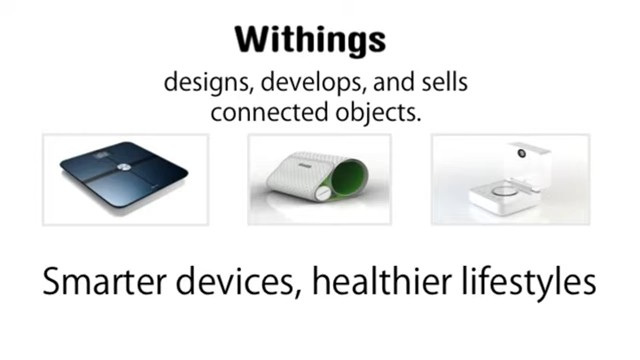 Withings
designs, develops, and sells
connected objects.
Smarter devices, healthier lifestyles